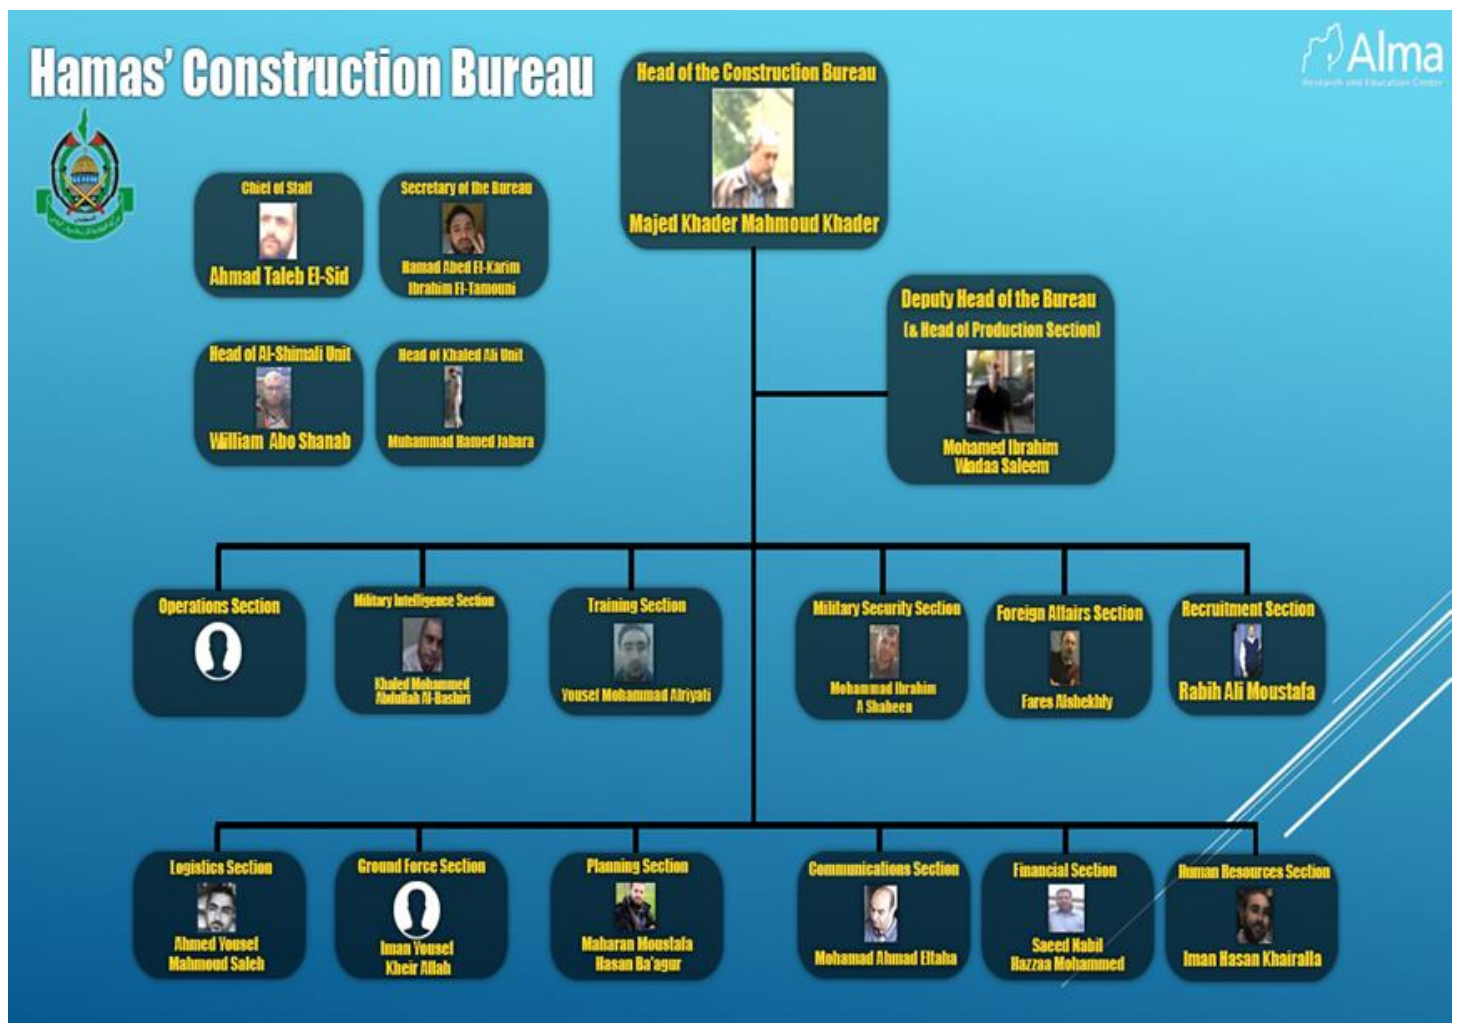 Hamas' Construction Bureau
Alma
Research and Education Center
Head of the Construction Bureau
Majed Khader Mahmoud Khader
Chief of Staff
Ahmad Taleb El-Sid
Secretary of the Bureau
Hamad Abed El-Karim
Ibrahim El-Tamouni
Deputy Head of the Bureau
(& Head of Production Section)
Mohamed Ibrahim
Wadaa Saleem
Head of Al-Shimali Unit
William Abo Shanab
Head of Khaled Ali Unit
Muhammad Hamed Jabara
Operations Section
Military Intelligence Section
Khaled Mohammed
Abdullah Al-Bashiri
Training Section
Yousef Mohammad Alriyati
Military Security Section
Mohammad Ibrahim
A Shaheen
Foreign Affairs Section
Fares Alshekhly
Recruitment Section
Rabih Ali Moustafa
Logistics Section
Ahmed Yousef
Mahmoud Saleh
Ground Force Section
Iman Yousef
Kheir Allah
Planning Section
Maharan Moustafa
Hasan Ba'agur
Communications Section
Mohamad Ahmad Eltaha
Financial Section
Saeed Nabil
Hazzaa Mohammed
Human Resources Section
Iman Hasan Khairalla